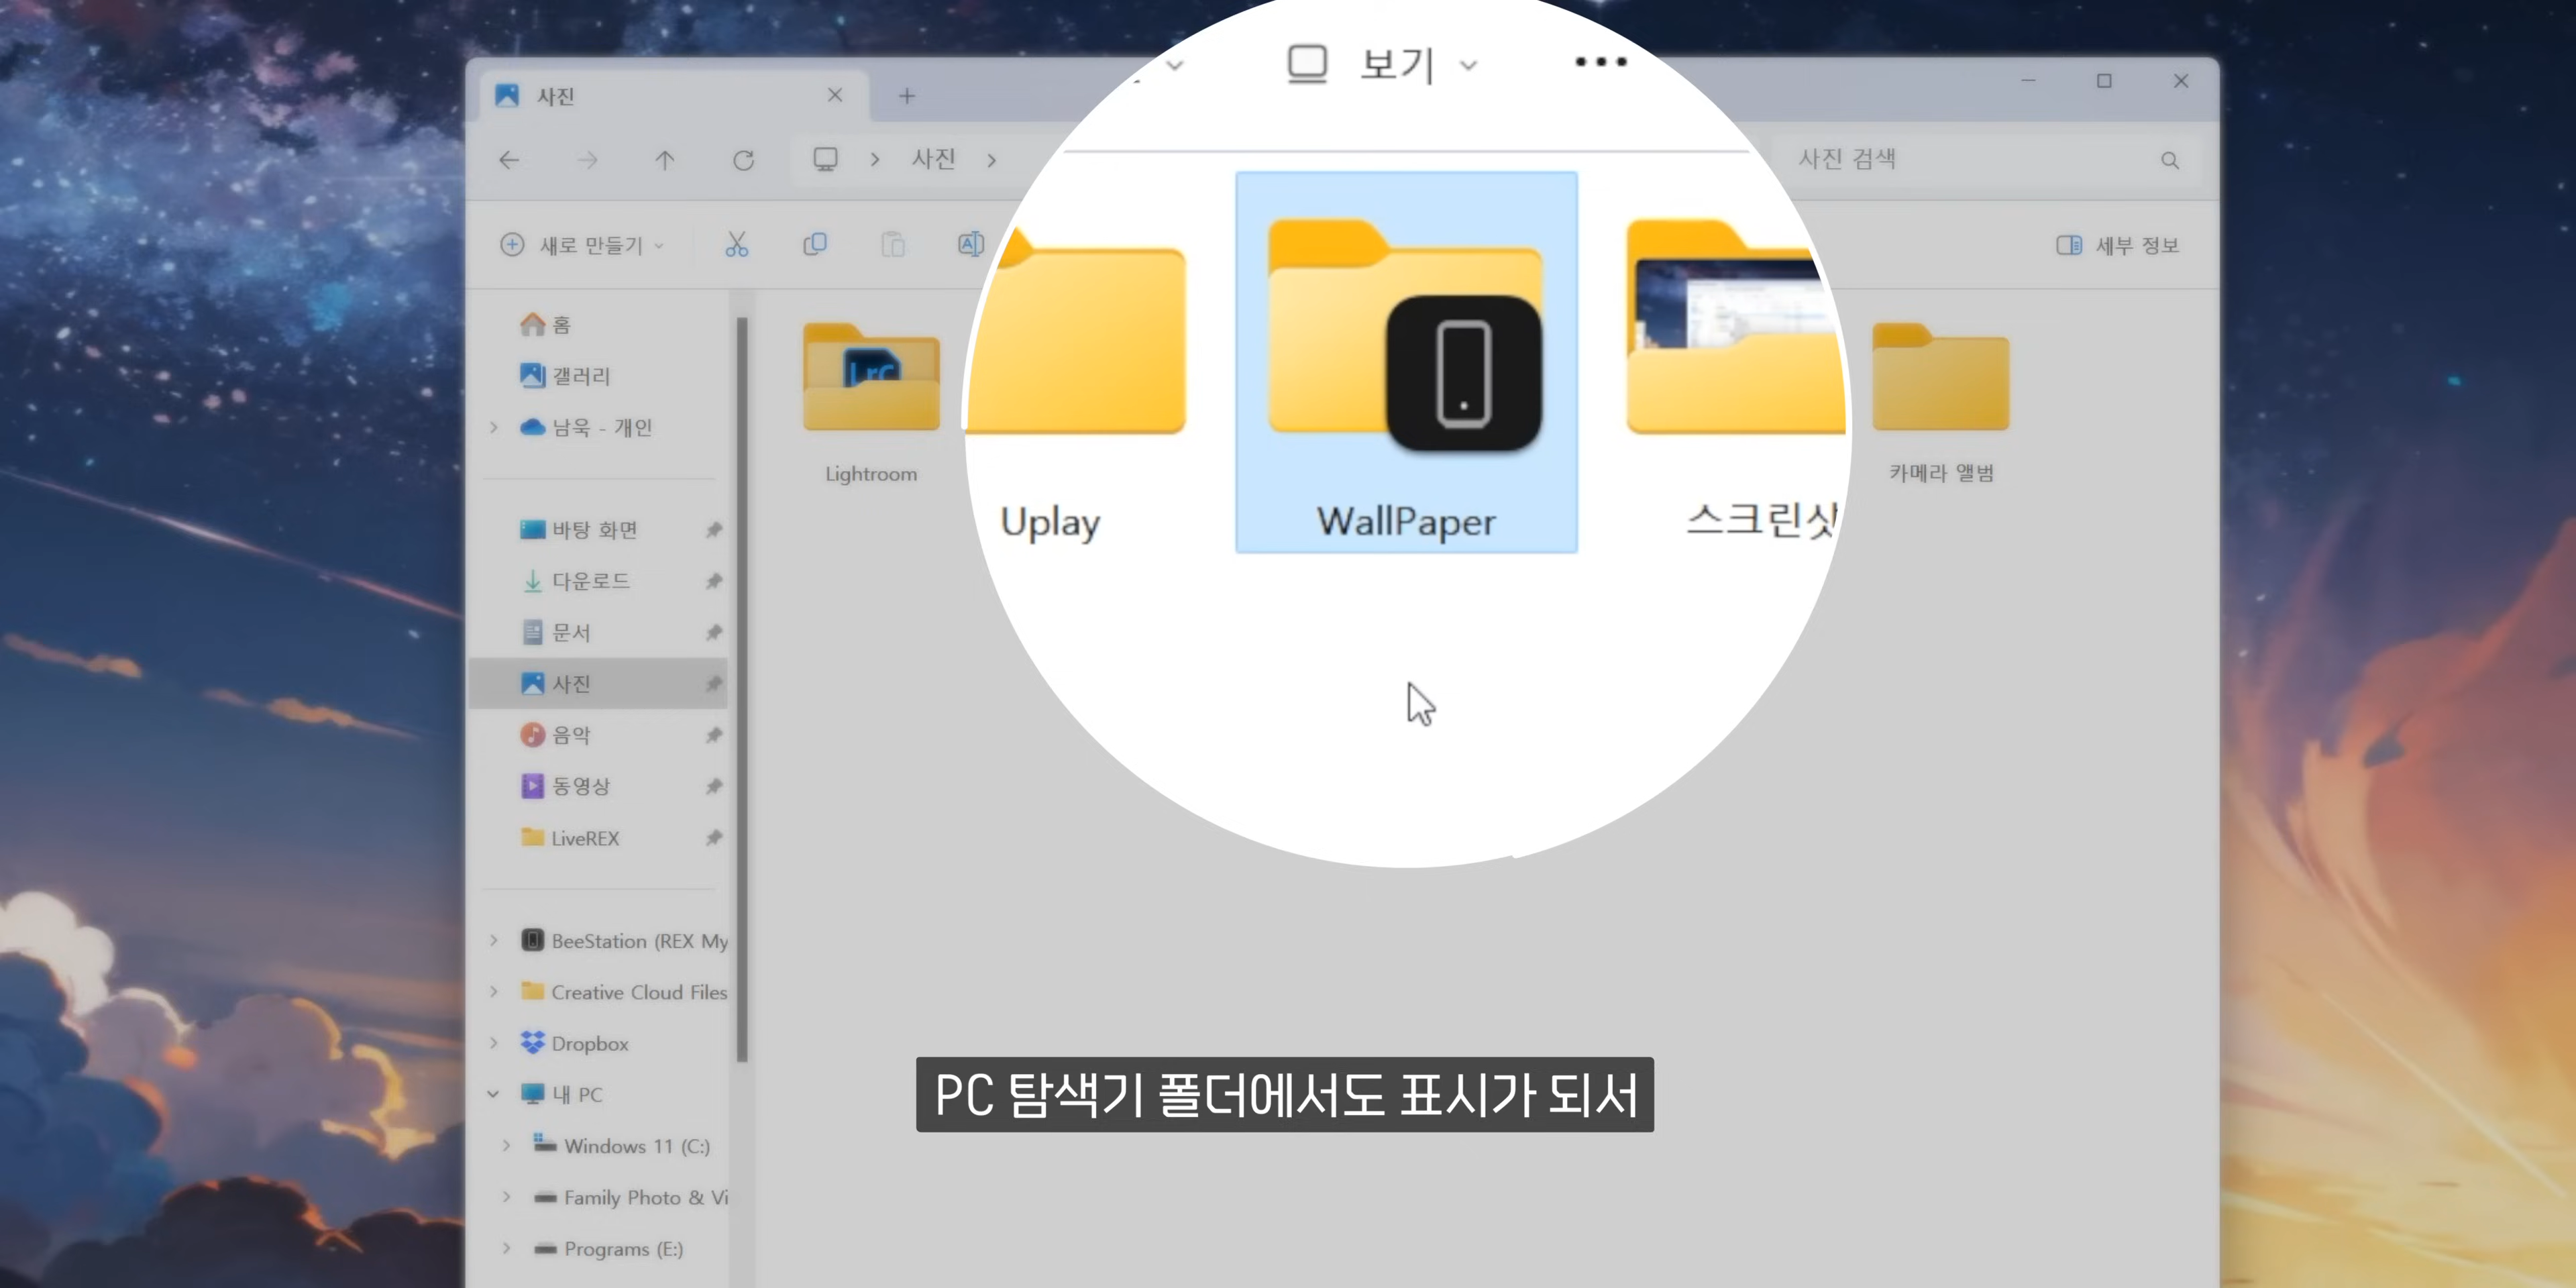 보기
사진
사진
사진 검색
새로 만들기
세부 정보
홈
갤러리
남욱 - 개인
바탕 화면
다운로드
문서
사진
음악
동영상
LiveREX
BeeStation (REX My
Creative Cloud Files
Dropbox
내 PC
Windows 11 (C:)
Family Photo & Vi
Programs (E:)
LrC
Lightroom
Uplay
WallPaper
스크린샷
카메라 앨범
PC 탐색기 폴더에서도 표시가 되서